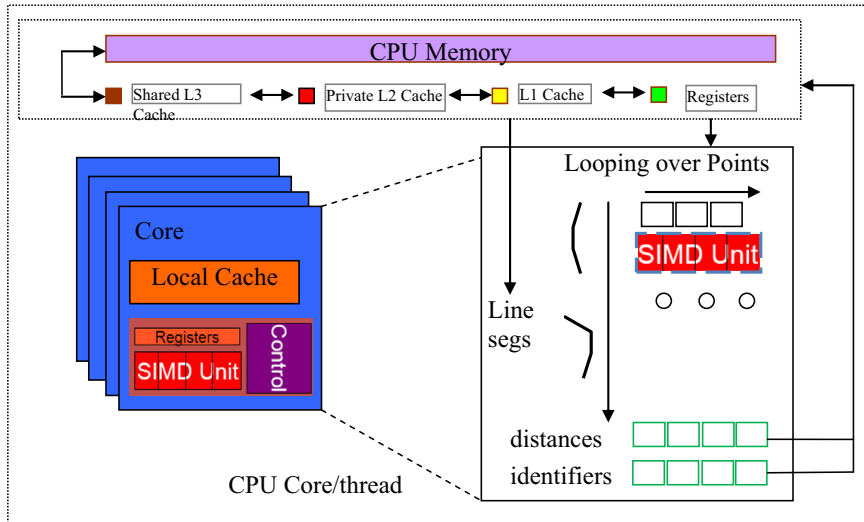 CPU Memory
Shared L3
Cache
Private L2 Cache
L1 Cache
Registers
Looping over Points
Core
SIMD Unit
Local Cache
Line
segs
Registers
SIMD Unit
Control
distances
identifiers
CPU Core/thread